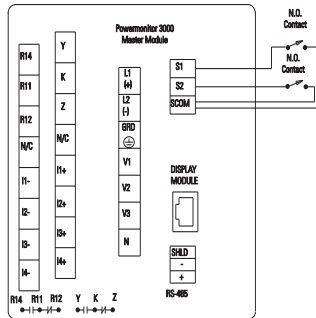 Powermonitor 3000
Master Module
R14
R11
R12
N/C
I1-
I2-
I3-
I4-
Y
K
Z
N/C
I1+
I2+
I3+
I4+
L1
(+)
L2
(-)
GRD
V1
V2
V3
N
S1
S2
SCOM
N.O.
Contact
N.O.
Contact
DISPLAY
MODULE
SHLD
-
+
RS-485
R14 R11 R12 Y K Z